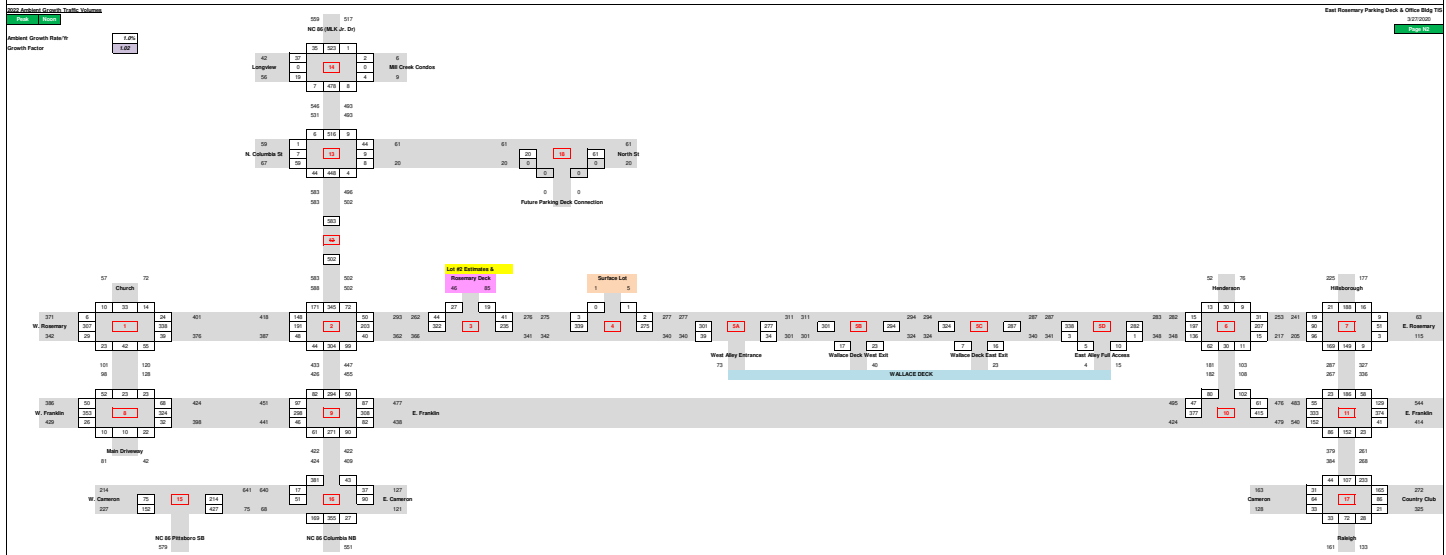 2022 Ambient Growth Traffic Volumes East Rosemary Parking Deck & Office Bldg TIS
Peak Noon 559 517 3/27/2020
NC 86 (MLK Jr. Dr) Page N2
Ambient Growth Rate/Yr 1.0%
Growth Factor 1.02 35 523 1
42 37 2 6
Longview 0 14 0 Mill Creek Condos
56 19 4 9
7 478 8
546 493
531 493
6 516 9
59 1 44 61 61 61
N. Columbia St 7 13 9 20 18 61 North St
67 59 8 20 20 0 0 20
44 448 4 0 0
583 496 0 0
583 502 Future Parking Deck Connection
583
12
502
Lot #2 Estimates &
57 72 583 502 Rosemary Deck Surface Lot 52 76 225 177
Church 588 502 46 85 1 5 Henderson Hillsborough
10 33 14 171 345 72 27 19 0 1 13 30 9 21 188 16
371 6 24 401 418 148 50 293 262 44 41 276 275 3 2 277 277 311 311 294 294 287 287 283 282 15 31 253 241 19 9 63
W. Rosemary 307 1 338 191 2 203 322 3 235 339 4 275 301 5A 277 301 5B 294 324 5C 287 338 5D 282 197 6 207 90 7 51 E. Rosemary
342 29 39 376 387 48 40 362 366 341 342 340 340 39 34 301 301 324 324 3 1 348 348 136 15 217 205 96 3 115
23 42 55 44 304 99 17 23 7 16 5 10 62 30 11 169 149 9
West Alley Entrance Wallace Deck West Exit Wallace Deck East Exit East Alley Full Access
101 120 433 447 73 40 23 4 15 181 103 287 327
98 128 426 455 WALLACE DECK 182 108 267 336
52 23 23 82 294 50 80 102 23 186 58
386 50 68 424 451 97 87 477 495 47 61 476 483 55 129 544
W. Franklin 353 8 324 298 9 308 E. Franklin 377 10 415 333 11 374 E. Franklin
429 26 32 398 441 46 82 438 424 479 540 152 41 414
10 10 22 61 271 90 86 152 23
Main Driveway 422 422 379 261
81 42 424 409 364 268
381 43 44 107 233
214 641 640 17 37 127 163 31 165 272
W. Cameron 75 15 214 51 16 90 E. Cameron Cameron 64 17 86 Country Club
227 152 427 75 68 121 128 33 21 325
169 355 27 33 72 28
NC 86 Pittsboro SB NC 86 Columbia NB Raleigh
579 551 161 133